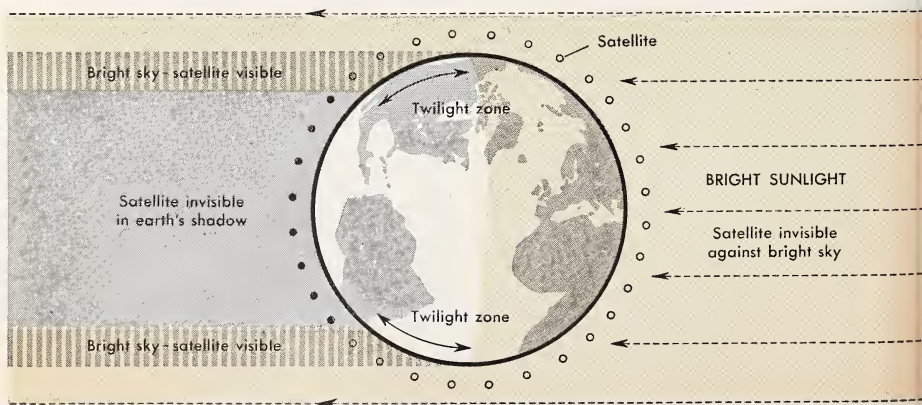 Satellite
Bright sky - satellite visible
Twilight zone
BRIGHT SUNLIGHT
Satellite invisible
in earth's shadow
Satellite invisible
against bright sky
Twilight zone
Bright sky - satellite visible